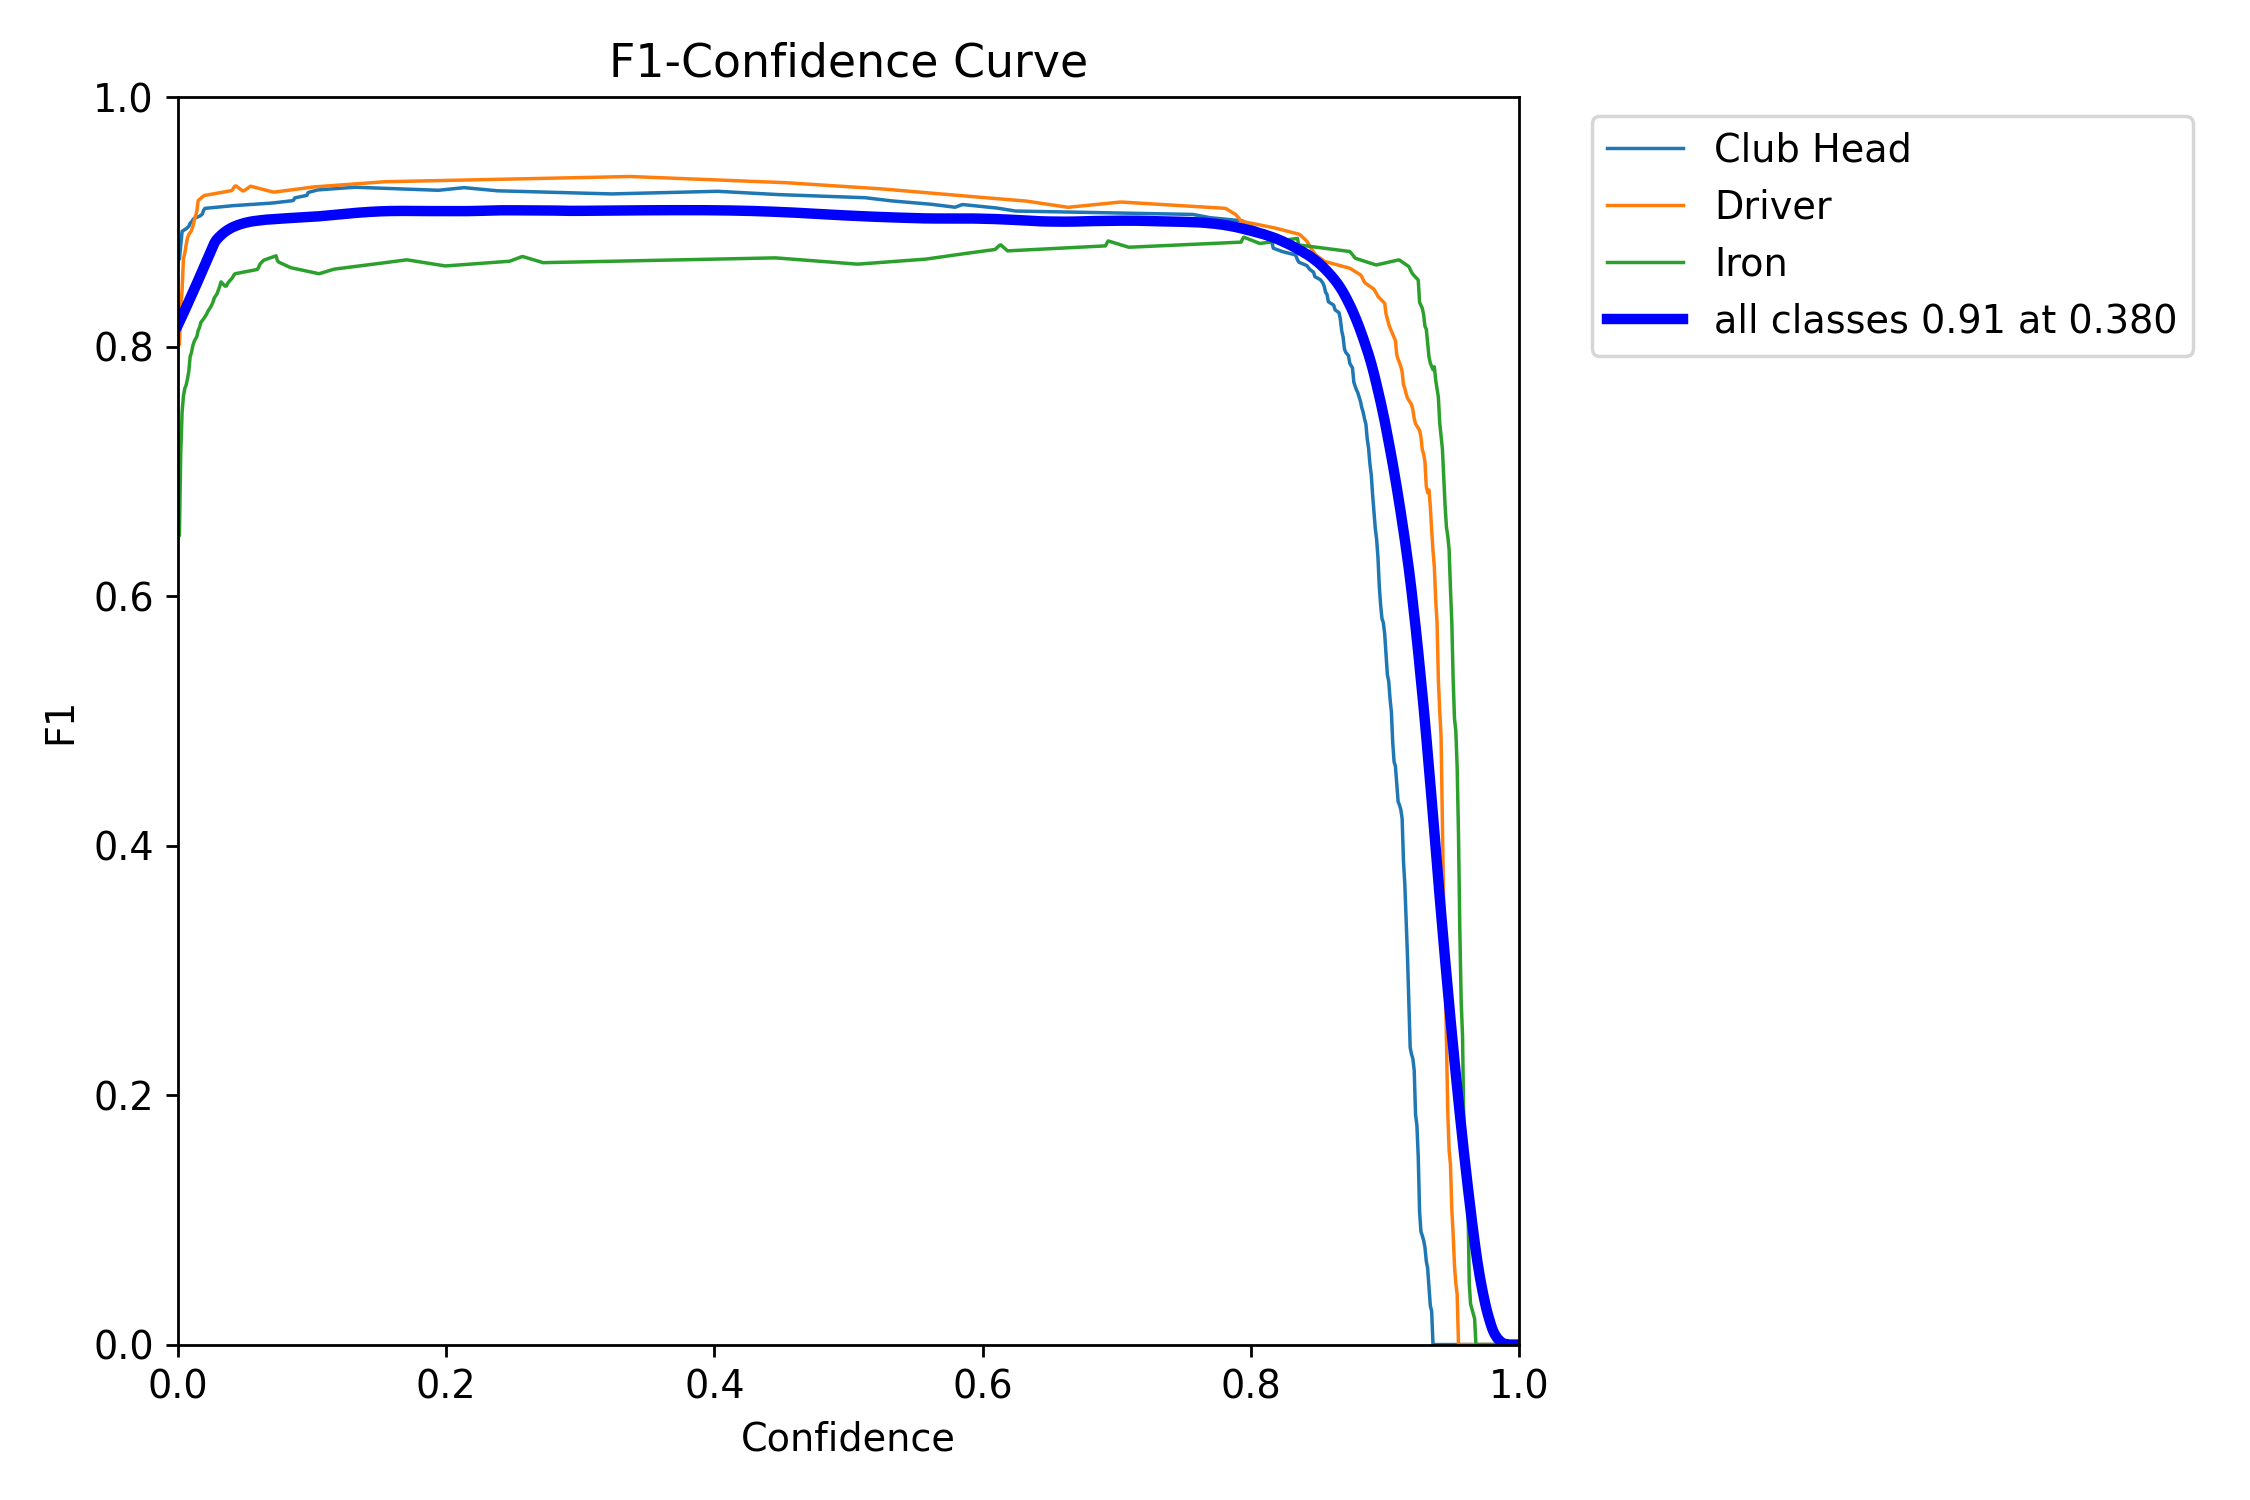 F1-Confidence Curve
1.0
0.8
0.6
0.4
0.2
0.0
F1
0.0 0.2 0.4 0.6 0.8 1.0
Confidence
Club Head
Driver
Iron
all classes 0.91 at 0.380